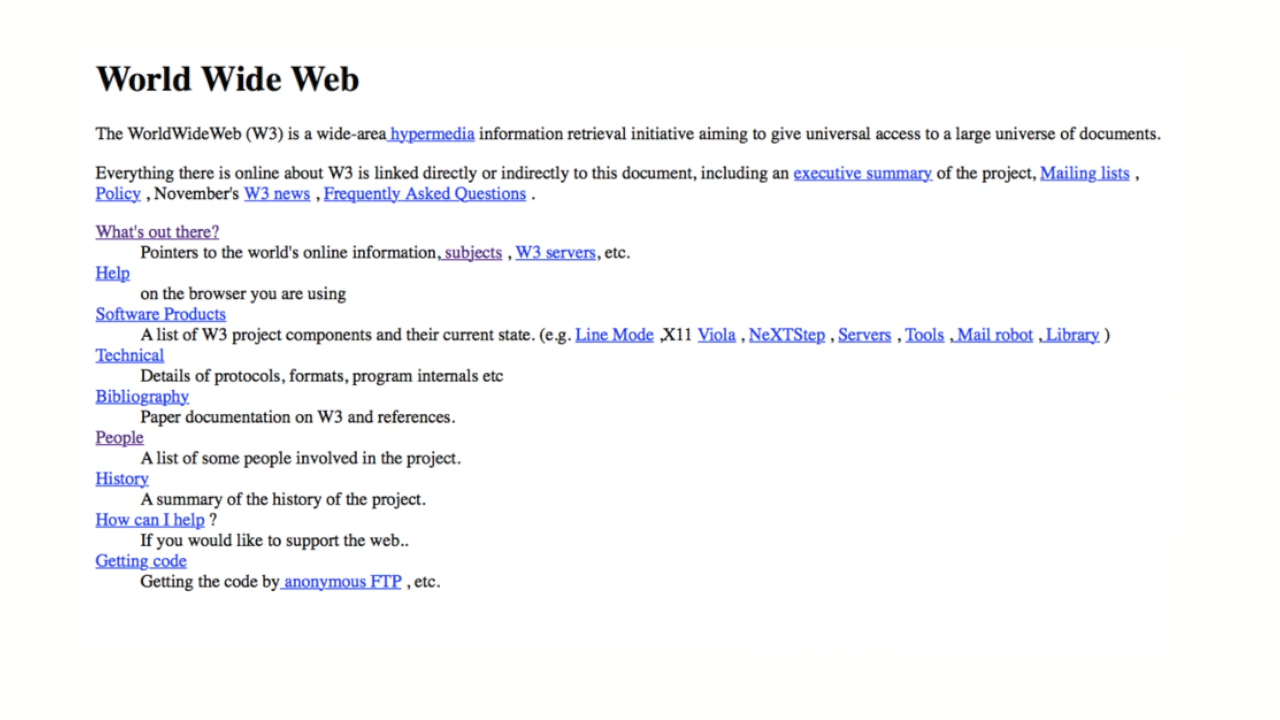 World Wide Web
The WorldWideWeb (W3) is a wide-area hypermedia information retrieval initiative aiming to give universal access to a large universe of documents.
Everything there is online about W3 is linked directly or indirectly to this document, including an executive summary of the project, Mailing lists ,
Policy , November's W3 news , Frequently Asked Questions .
What's out there?
Pointers to the world's online information, subjects , W3 servers, etc.
Help
on the browser you are using
Software Products
A list of W3 project components and their current state. (e.g. Line Mode ,X11 Viola , NeXTStep , Servers , Tools , Mail robot , Library )
Technical
Details of protocols, formats, program internals etc
Bibliography
Paper documentation on W3 and references.
People
A list of some people involved in the project.
History
A summary of the history of the project.
How can I help ?
If you would like to support the web..
Getting code
Getting the code by anonymous FTP , etc.